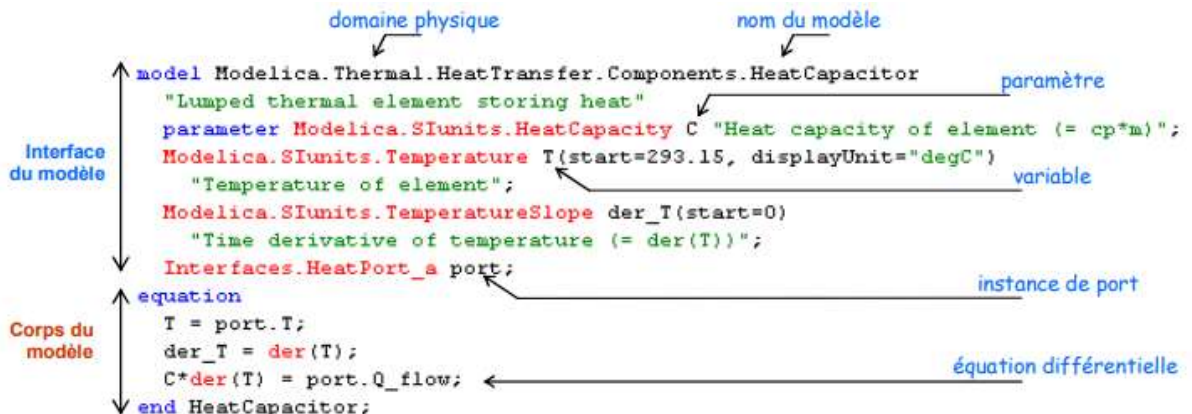 domaine physique
nom du modèle
model Modelica.Thermal.HeatTransfer.Components.HeatCapacitor
paramètre
"Lumped thermal element storing heat"
parameter Modelica.SIunits.HeatCapacity C "Heat capacity of element (= cp*m)";
Interface du modèle
Modelica.SIunits.Temperature T(start=293.15, displayUnit="degC")
variable
"Temperature of element";
Modelica.SIunits.TemperatureSlope der_T(start=0)
"Time derivative of temperature (= der(T))";
Interfaces.HeatPort_a port;
instance de port
equation
Corps du modèle
T = port.T;
der_T = der(T);
C*der(T) = port.Q_flow;
équation différentielle
end HeatCapacitor;